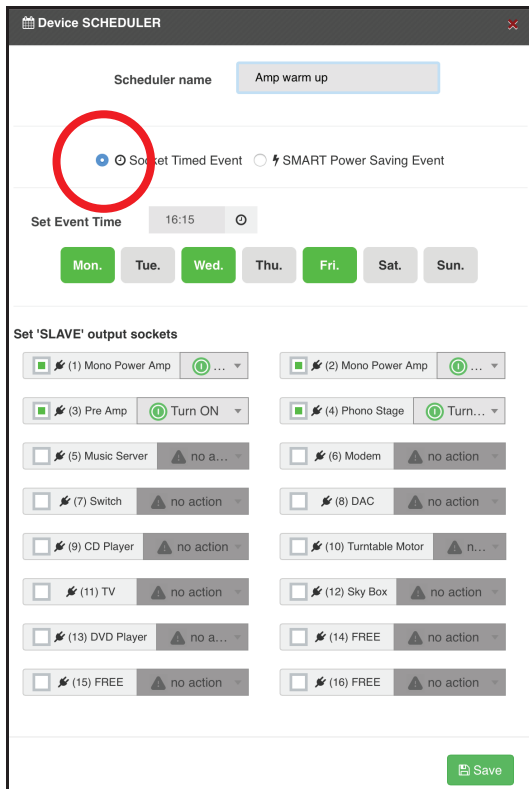 Device SCHEDULER
Scheduler name Amp warm up
Socket Timed Event SMART Power Saving Event
Set Event Time 16:15
Mon. Tue. Wed. Thu. Fri. Sat. Sun.
Set 'SLAVE' output sockets
(1) Mono Power Amp ... (2) Mono Power Amp ...
(3) Pre Amp Turn ON (4) Phono Stage Turn...
(5) Music Server no a... (6) Modem no action
(7) Switch no action (8) DAC no action
(9) CD Player no action (10) Turntable Motor n...
(11) TV no action (12) Sky Box no action
(13) DVD Player no a... (14) FREE no action
(15) FREE no action (16) FREE no action
Save